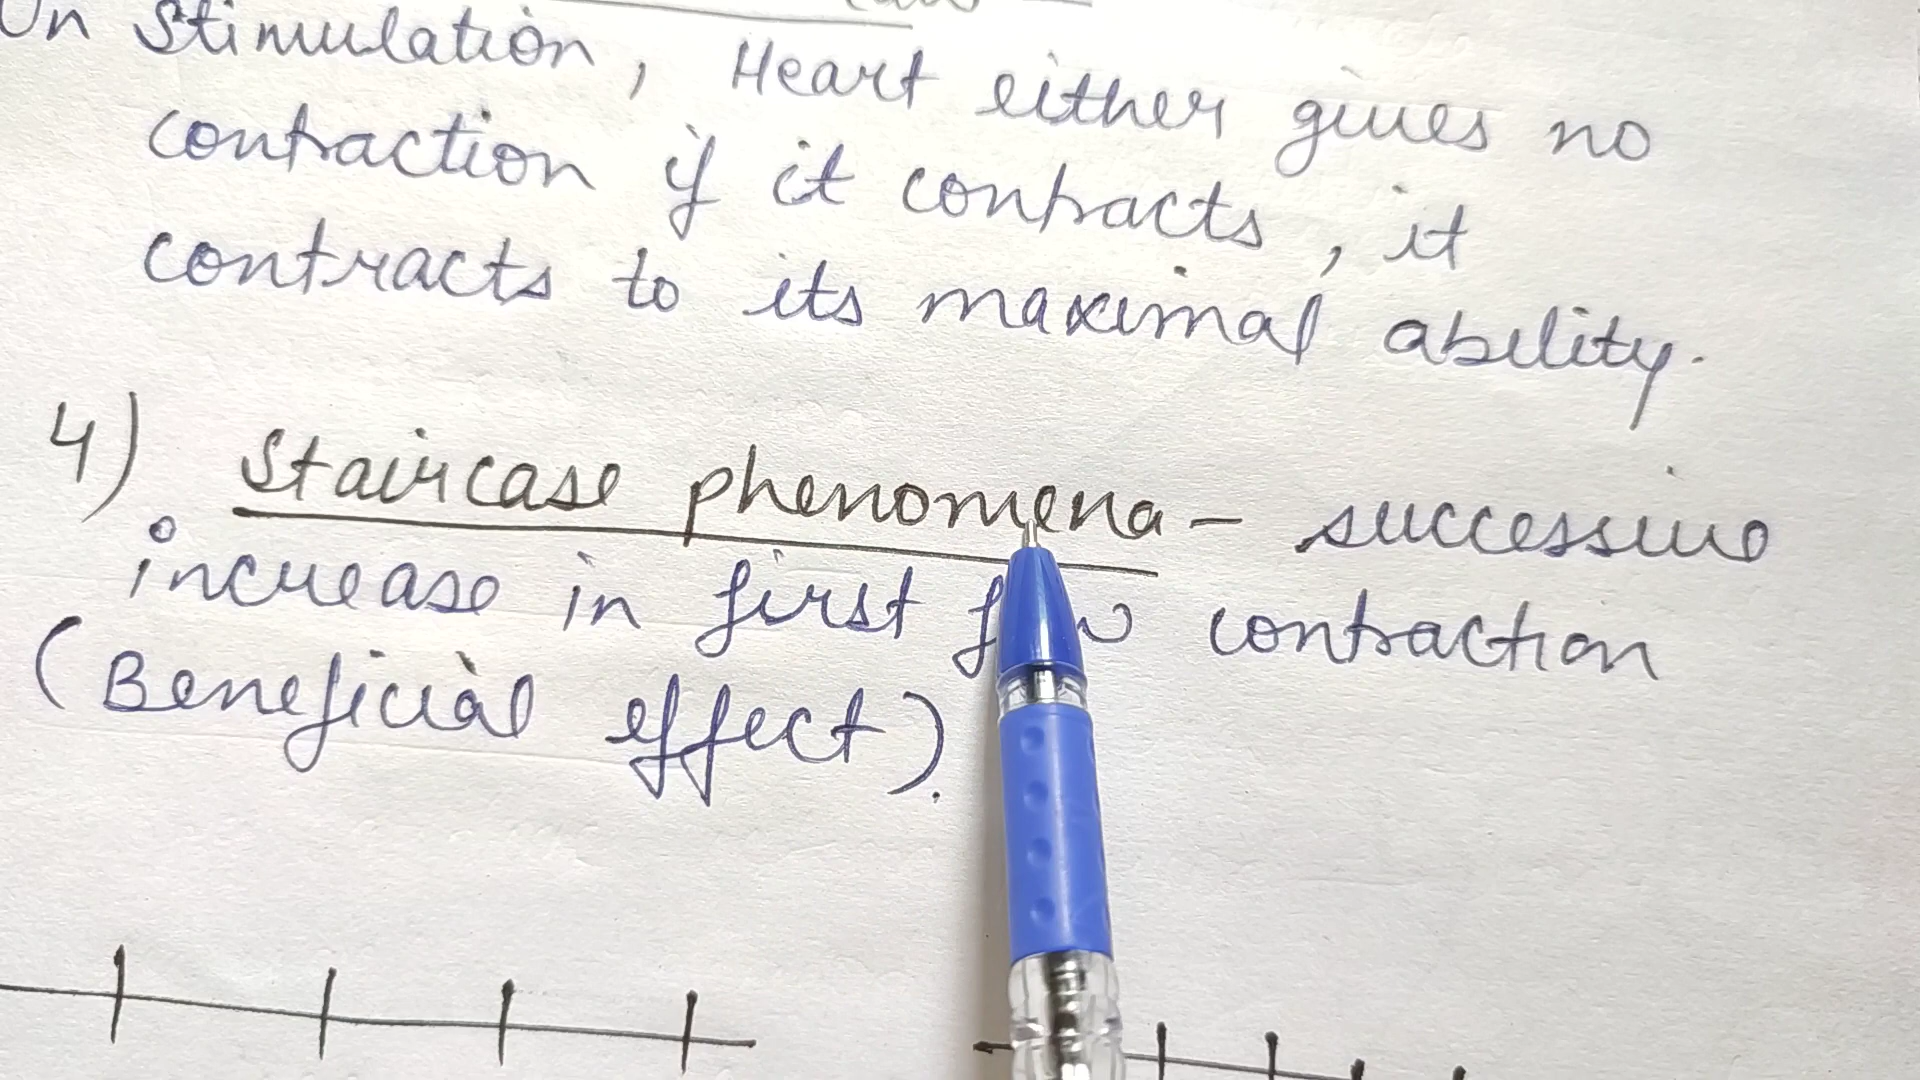 On Stimulation, Heart either gives no
contraction if it contracts, it
contracts to its maximal ability.
4) Staircase phenomena - successive
increase in first few contraction
(Beneficial effect).